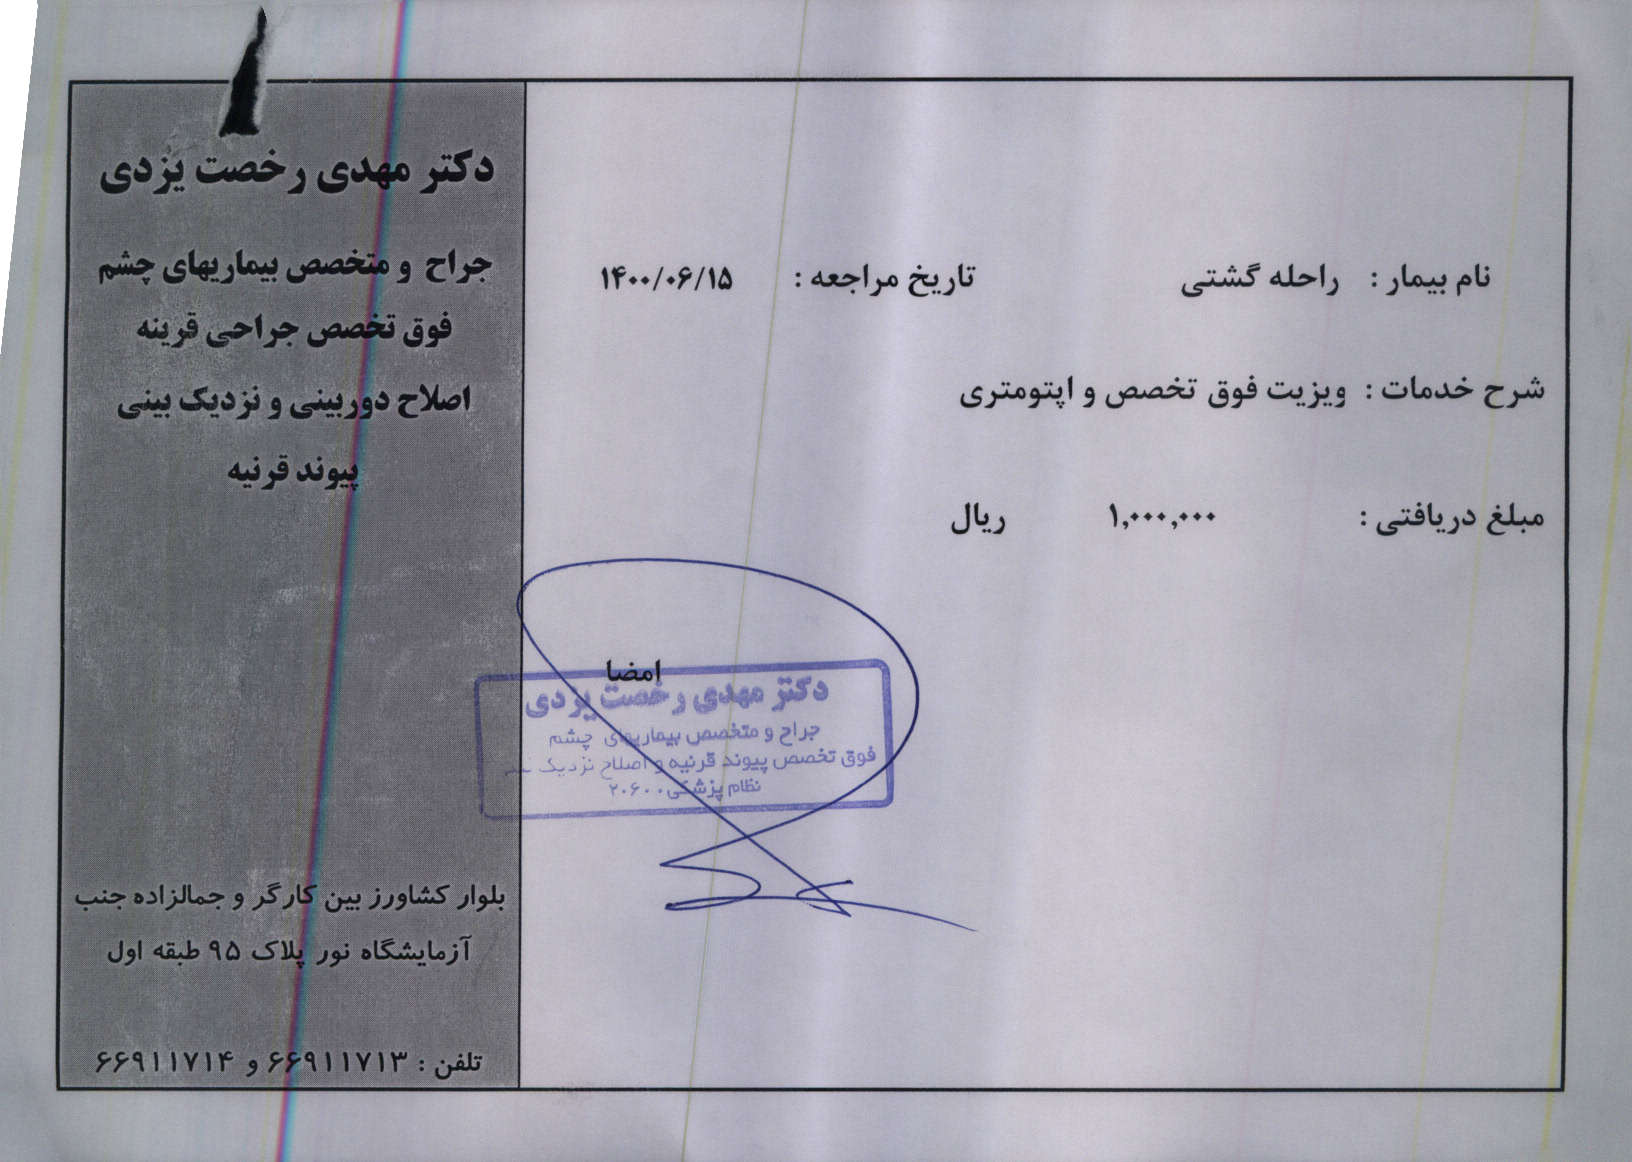 نام بیمار : راحله گشتی تاریخ مراجعه : ۱۴۰۰/۰۶/۱۵
شرح خدمات : ویزیت فوق تخصص و اپتومتری
مبلغ دریافتی : ۱,۰۰۰,۰۰۰ ریال
امضا
دکتر مهدی رخصت یزدی
جراح و متخصص بیماریهای چشم
فوق تخصص پیوند قرنیه و اصلاح نزدیک
نظام پزشکی ۲۰۶۰۰
دکتر مهدی رخصت یزدی
جراح و متخصص بیماریهای چشم
فوق تخصص جراحی قرینه
اصلاح دوربینی و نزدیک بینی
پیوند قرنیه
بلوار کشاورز بین کارگر و جمالزاده جنب
آزمایشگاه نور پلاک ۹۵ طبقه اول
تلفن : ۶۶۹۱۱۷۱۳ و ۶۶۹۱۱۷۱۴